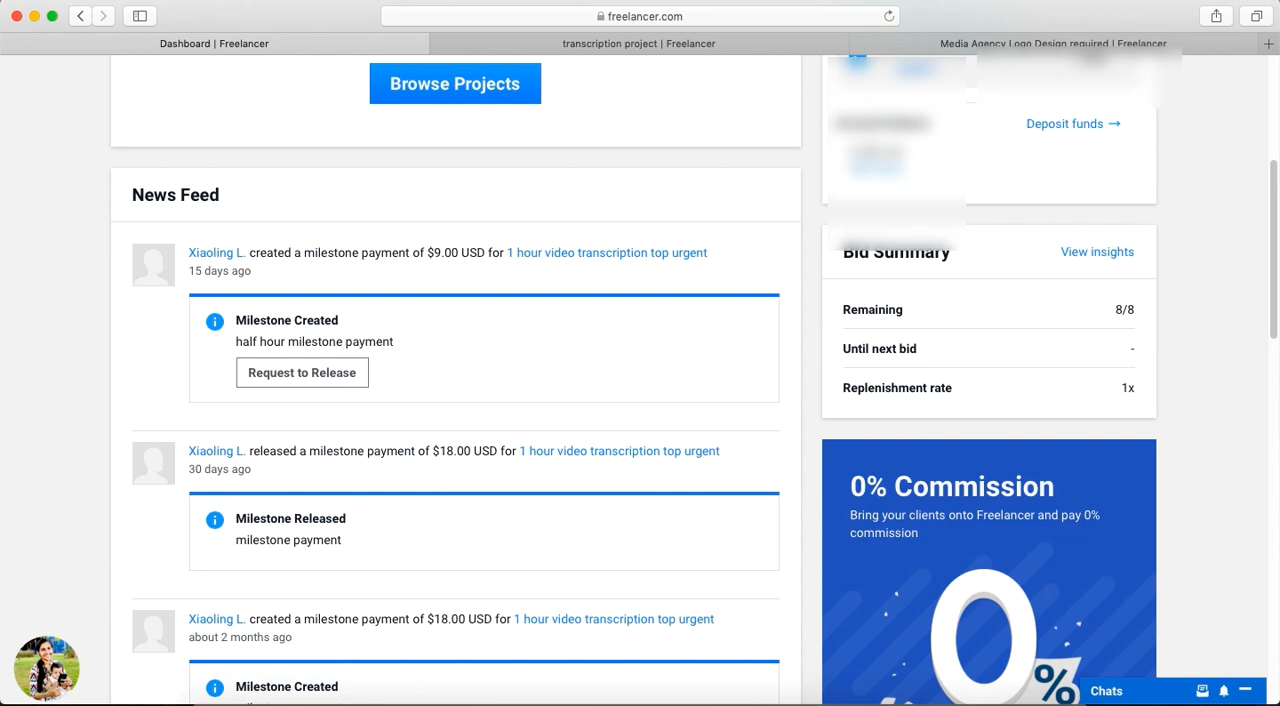 freelancer.com
Dashboard | Freelancer
transcription project | Freelancer
Media Agency Logo Design required | Freelancer
Browse Projects
News Feed
Xiaoling L. created a milestone payment of $9.00 USD for 1 hour video transcription top urgent
15 days ago
Milestone Created
half hour milestone payment
Request to Release
Xiaoling L. released a milestone payment of $18.00 USD for 1 hour video transcription top urgent
30 days ago
Milestone Released
milestone payment
Xiaoling L. created a milestone payment of $18.00 USD for 1 hour video transcription top urgent
about 2 months ago
Milestone Created
Deposit funds →
Bid Summary
View insights
Remaining 8/8
Until next bid -
Replenishment rate 1x
0% Commission
Bring your clients onto Freelancer and pay 0%
commission
0%
Chats